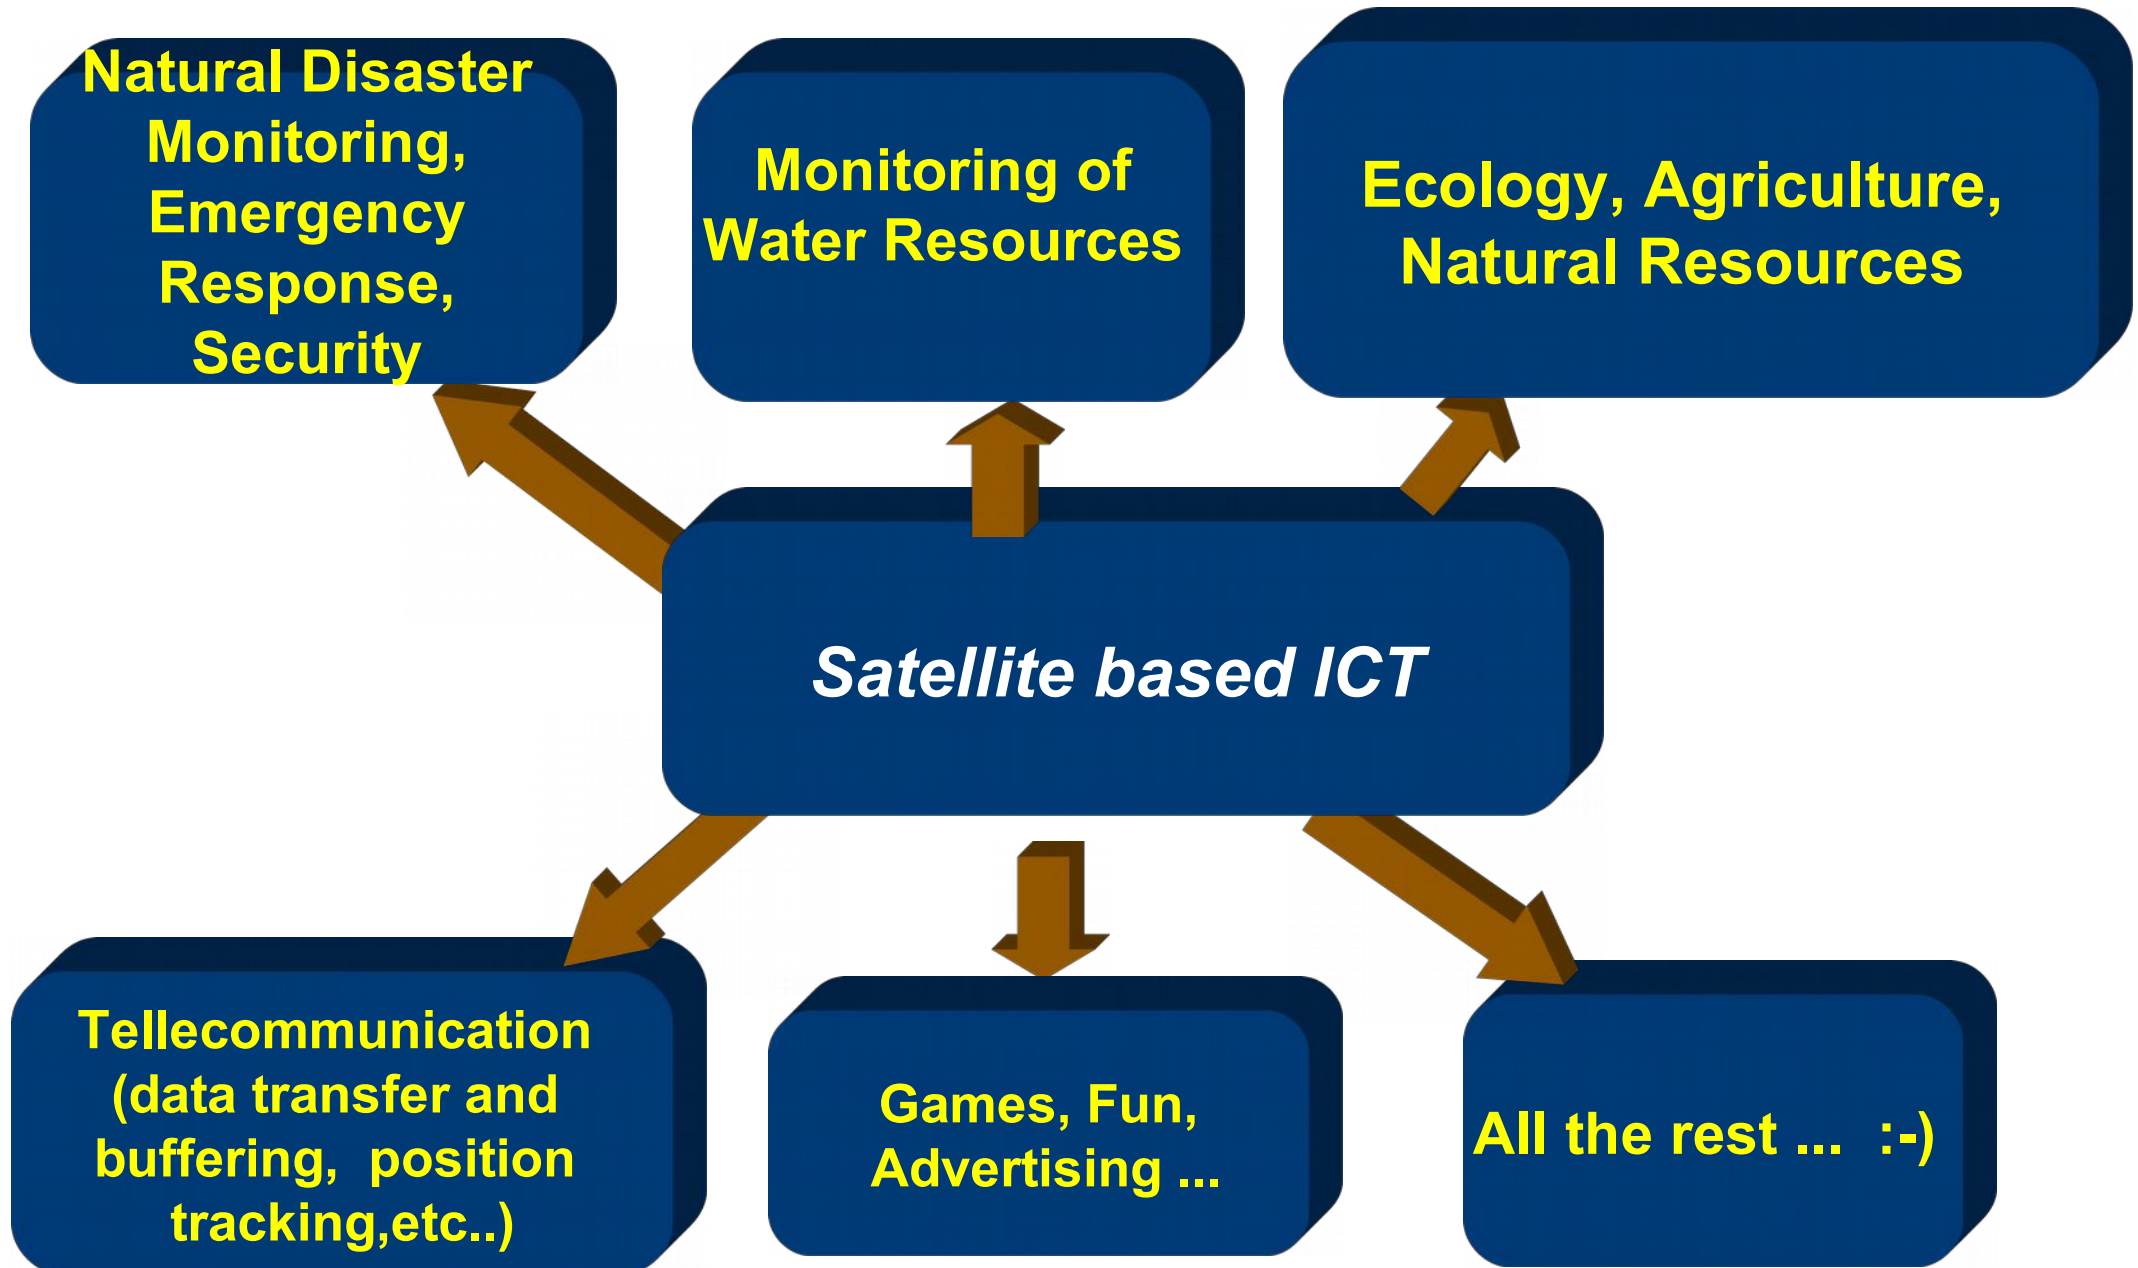 Natural Disaster
Monitoring,
Emergency
Response,
Security
Monitoring of
Water Resources
Ecology, Agriculture,
Natural Resources
Satellite based ICT
Tellecommunication
(data transfer and
buffering,  position
tracking,etc..)
Games, Fun,
Advertising ...
All the rest ...  :-)